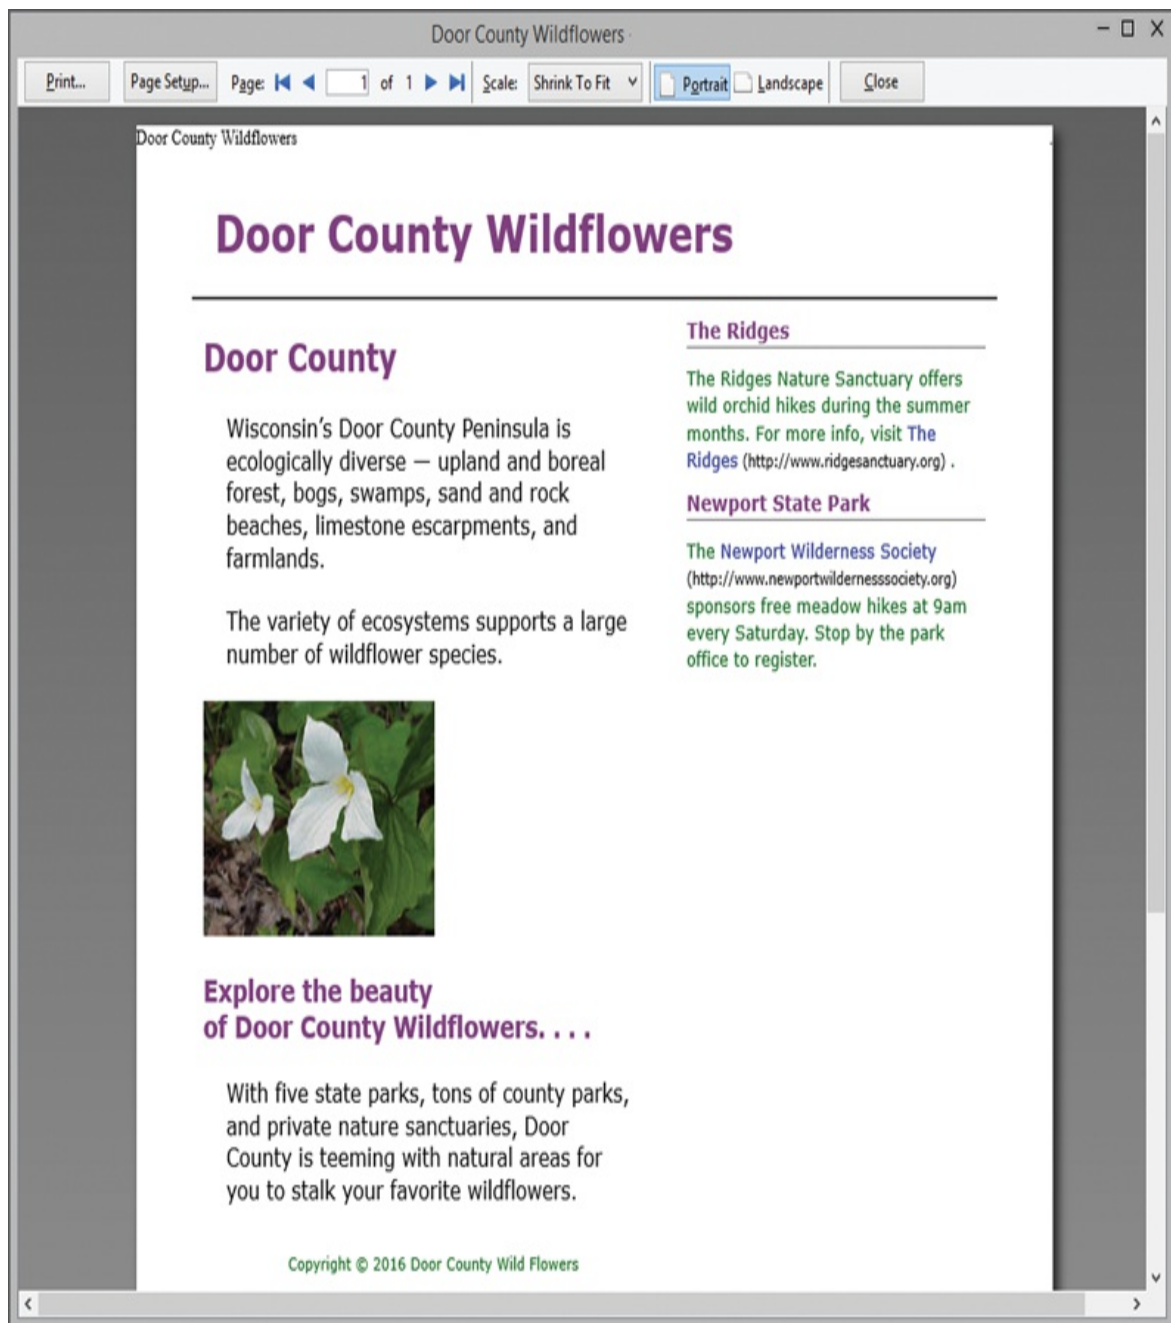 Door County Wildflowers
Print... Page Setup... Page: 1 of 1 Scale: Shrink To Fit Portrait Landscape Close
Door County Wildflowers
Door County Wildflowers
Door County
Wisconsin's Door County Peninsula is
ecologically diverse — upland and boreal
forest, bogs, swamps, sand and rock
beaches, limestone escarpments, and
farmlands.
The variety of ecosystems supports a large
number of wildflower species.
Explore the beauty
of Door County Wildflowers. . . .
With five state parks, tons of county parks,
and private nature sanctuaries, Door
County is teeming with natural areas for
you to stalk your favorite wildflowers.
The Ridges
The Ridges Nature Sanctuary offers
wild orchid hikes during the summer
months. For more info, visit The
Ridges (http://www.ridgesanctuary.org) .
Newport State Park
The Newport Wilderness Society
(http://www.newportwildernesssociety.org)
sponsors free meadow hikes at 9am
every Saturday. Stop by the park
office to register.
Copyright © 2016 Door County Wild Flowers